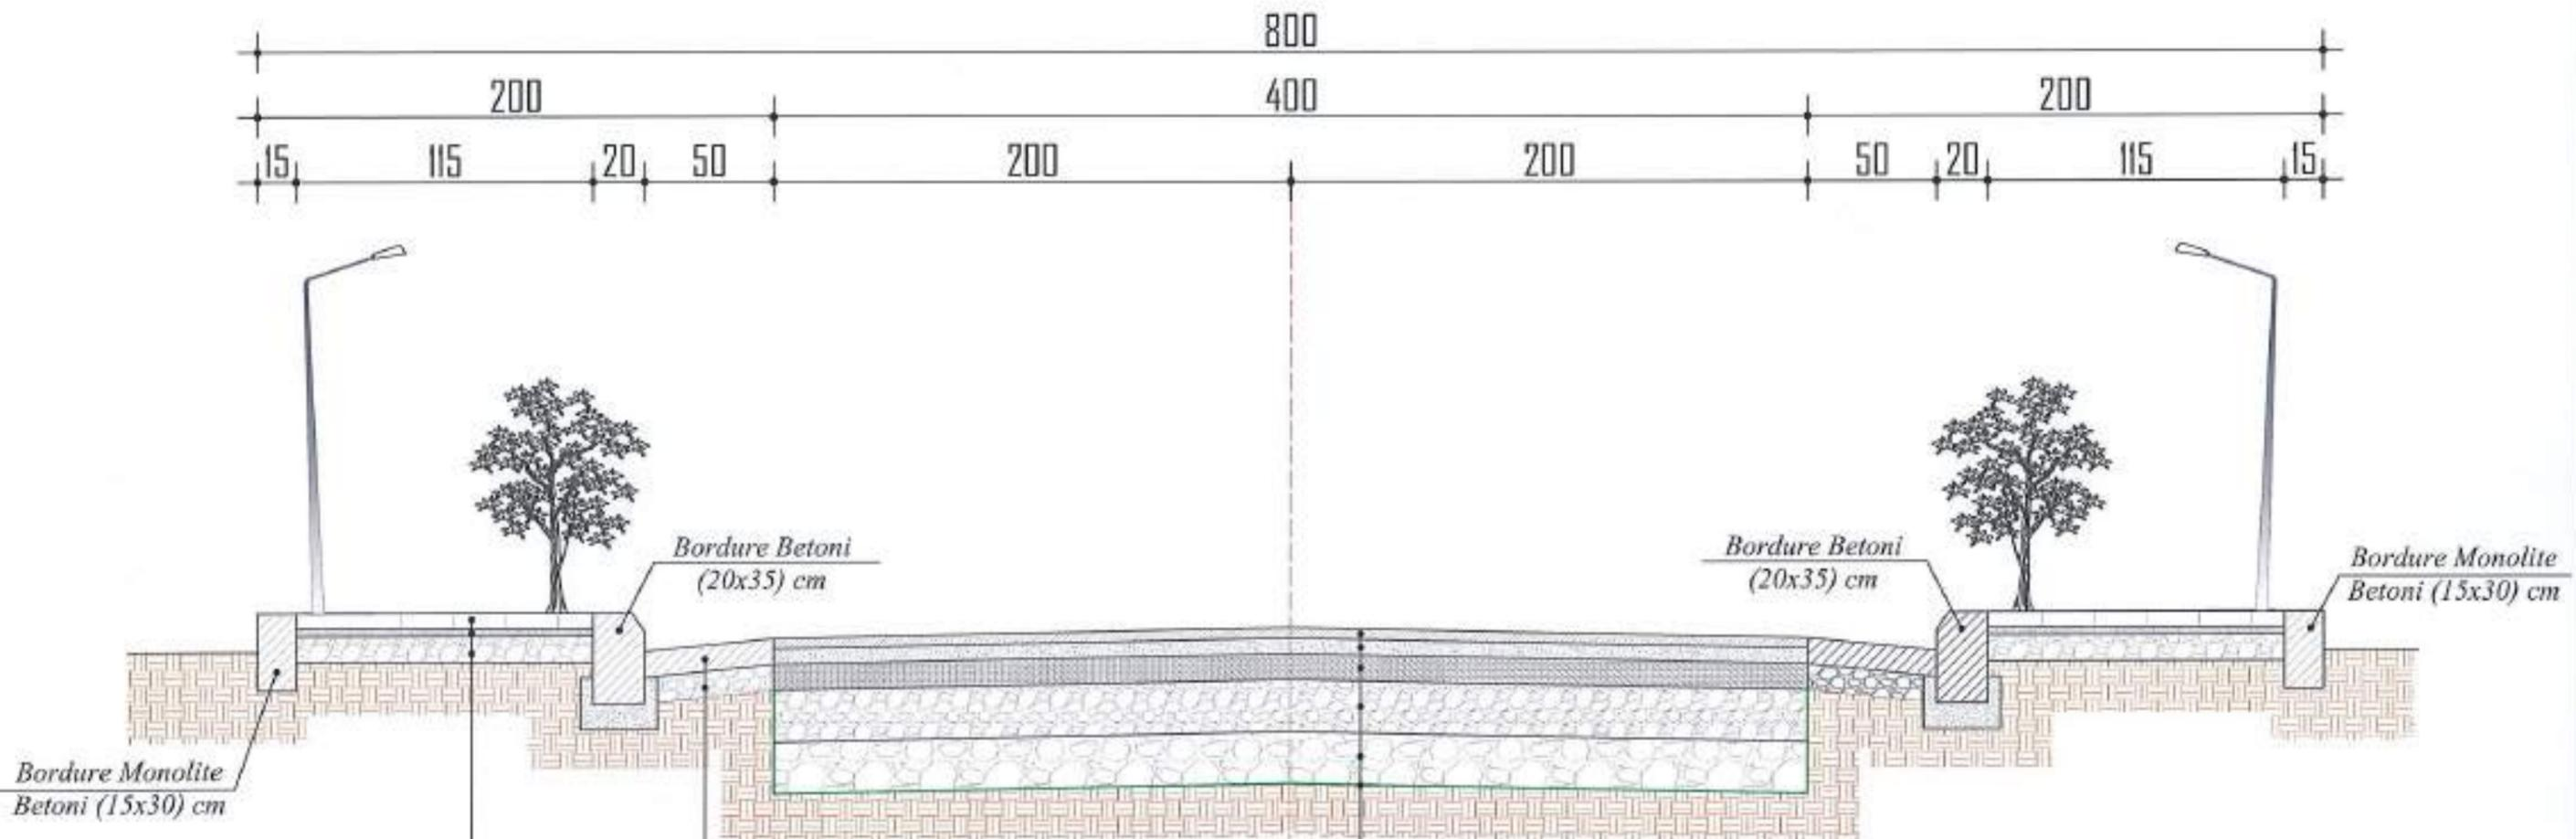 800
200 400 200
15 115 20 50 200 200 50 20 115 15
Bordure Betoni
(20x35) cm
Bordure Betoni
(20x35) cm
Bordure Monolite
Betoni (15x30) cm
Bordure Monolite
Betoni (15x30) cm